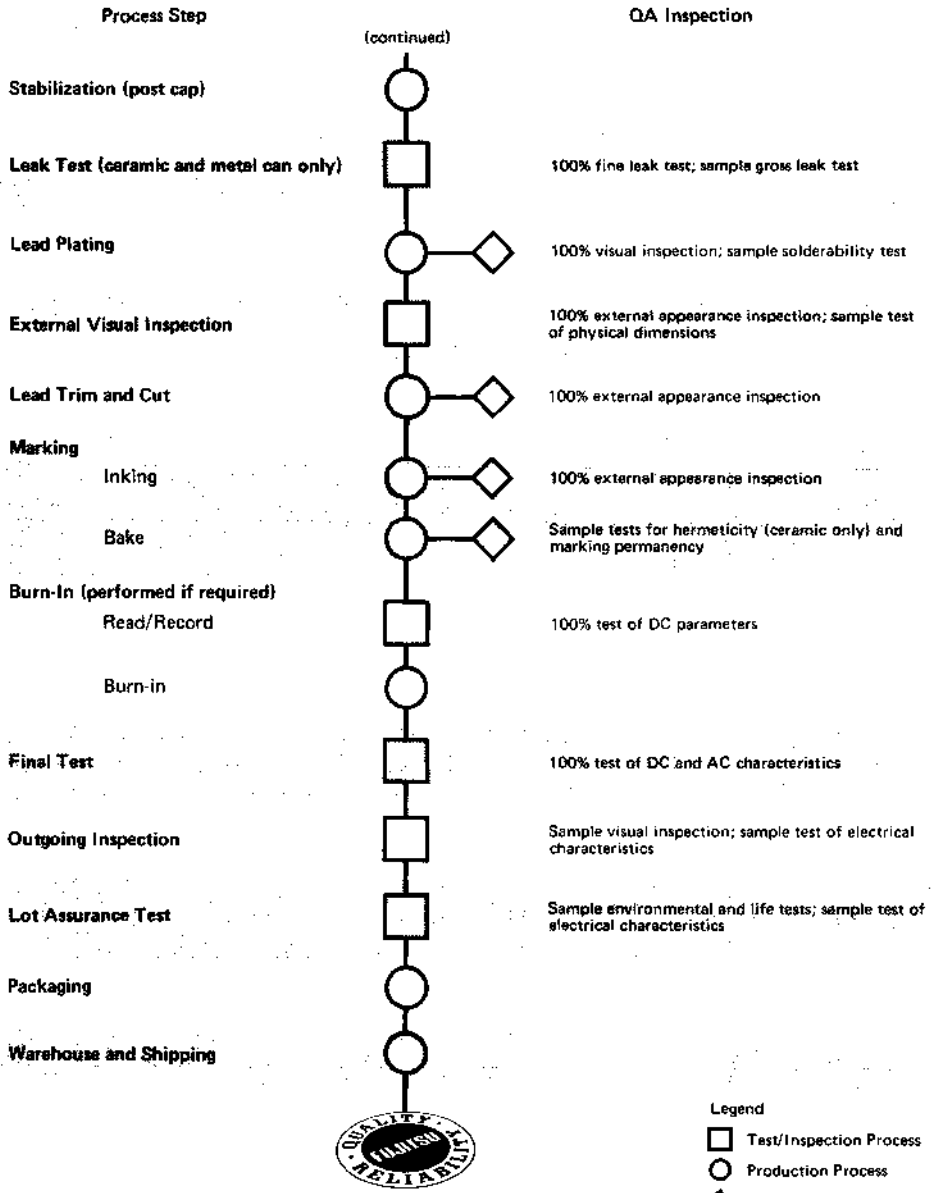 Process Step
QA Inspection
(continued)
Stabilization (post cap)
Leak Test (ceramic and metal can only)
100% fine leak test; sample gross leak test
Lead Plating
100% visual inspection; sample solderability test
External Visual Inspection
100% external appearance inspection; sample test
of physical dimensions
Lead Trim and Cut
100% external appearance inspection
Marking
Inking
100% external appearance inspection
Bake
Sample tests for hermeticity (ceramic only) and
marking permanency
Burn-In (performed if required)
Read/Record
100% test of DC parameters
Burn-in
Final Test
100% test of DC and AC characteristics
Outgoing Inspection
Sample visual inspection; sample test of electrical
characteristics
Lot Assurance Test
Sample environmental and life tests; sample test of
electrical characteristics
Packaging
Warehouse and Shipping
QUALITY
FUJITSU
RELIABILITY
Legend
Test/Inspection Process
Production Process